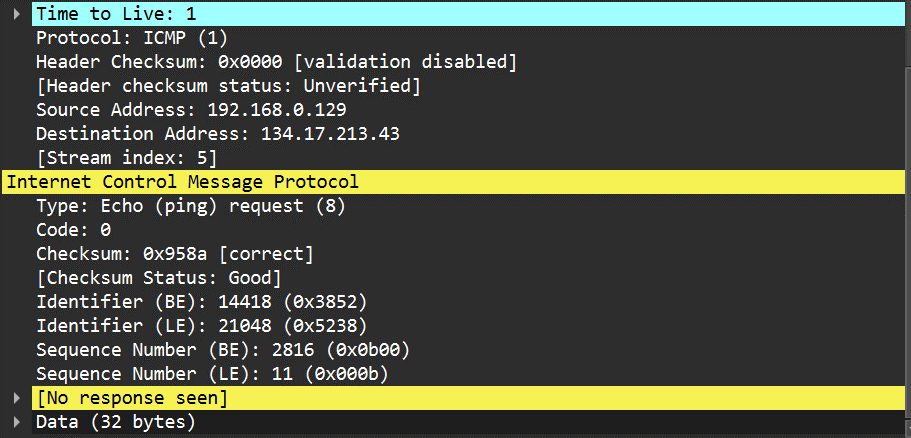 Time to Live: 1
Protocol: ICMP (1)
Header Checksum: 0x0000 [validation disabled]
[Header checksum status: Unverified]
Source Address: 192.168.0.129
Destination Address: 134.17.213.43
[Stream index: 5]
Internet Control Message Protocol
Type: Echo (ping) request (8)
Code: 0
Checksum: 0x958a [correct]
[Checksum Status: Good]
Identifier (BE): 14418 (0x3852)
Identifier (LE): 21048 (0x5238)
Sequence Number (BE): 2816 (0x0b00)
Sequence Number (LE): 11 (0x000b)
[No response seen]
Data (32 bytes)